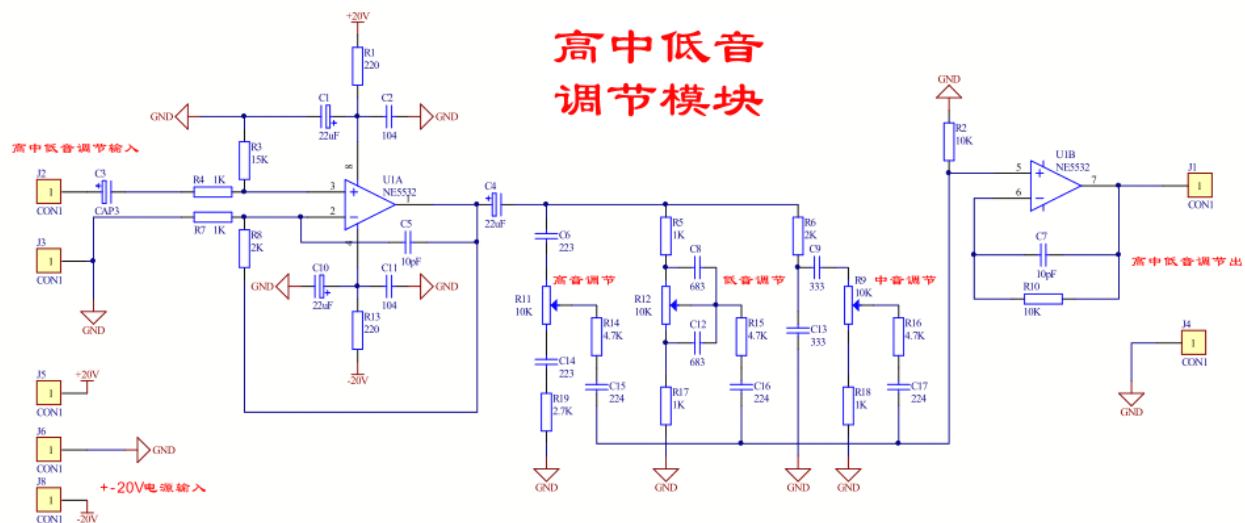 高中低音
调节模块
+20V
R1
220
GND
C1
22uF
C2
104
GND
高中低音调节输入
R3
15K
J2
1
CON1
C3
CAP3
R4 1K
8
3
2
1
4
U1A
NE5532
C4
22uF
R7 1K
R8
2K
C5
10pF
J3
1
CON1
GND
GND
C10
22uF
C11
104
GND
R13
220
-20V
C6
223
高音调节
R11
10K
R14
4.7K
C14
223
C15
224
R19
2.7K
GND
R5
1K
C8
683
低音调节
R12
10K
C12
683
R15
4.7K
R17
1K
C16
224
GND
R6
2K
C9
333
中音调节
R9
10K
C13
333
R16
4.7K
R18
1K
C17
224
GND
GND
GND
R2
10K
5
6
7
U1B
NE5532
J1
1
CON1
C7
10pF
高中低音调节出
R10
10K
J4
1
CON1
GND
J5
1
CON1
+20V
J6
1
CON1
GND
+-20V电源输入
J8
1
CON1
-20V